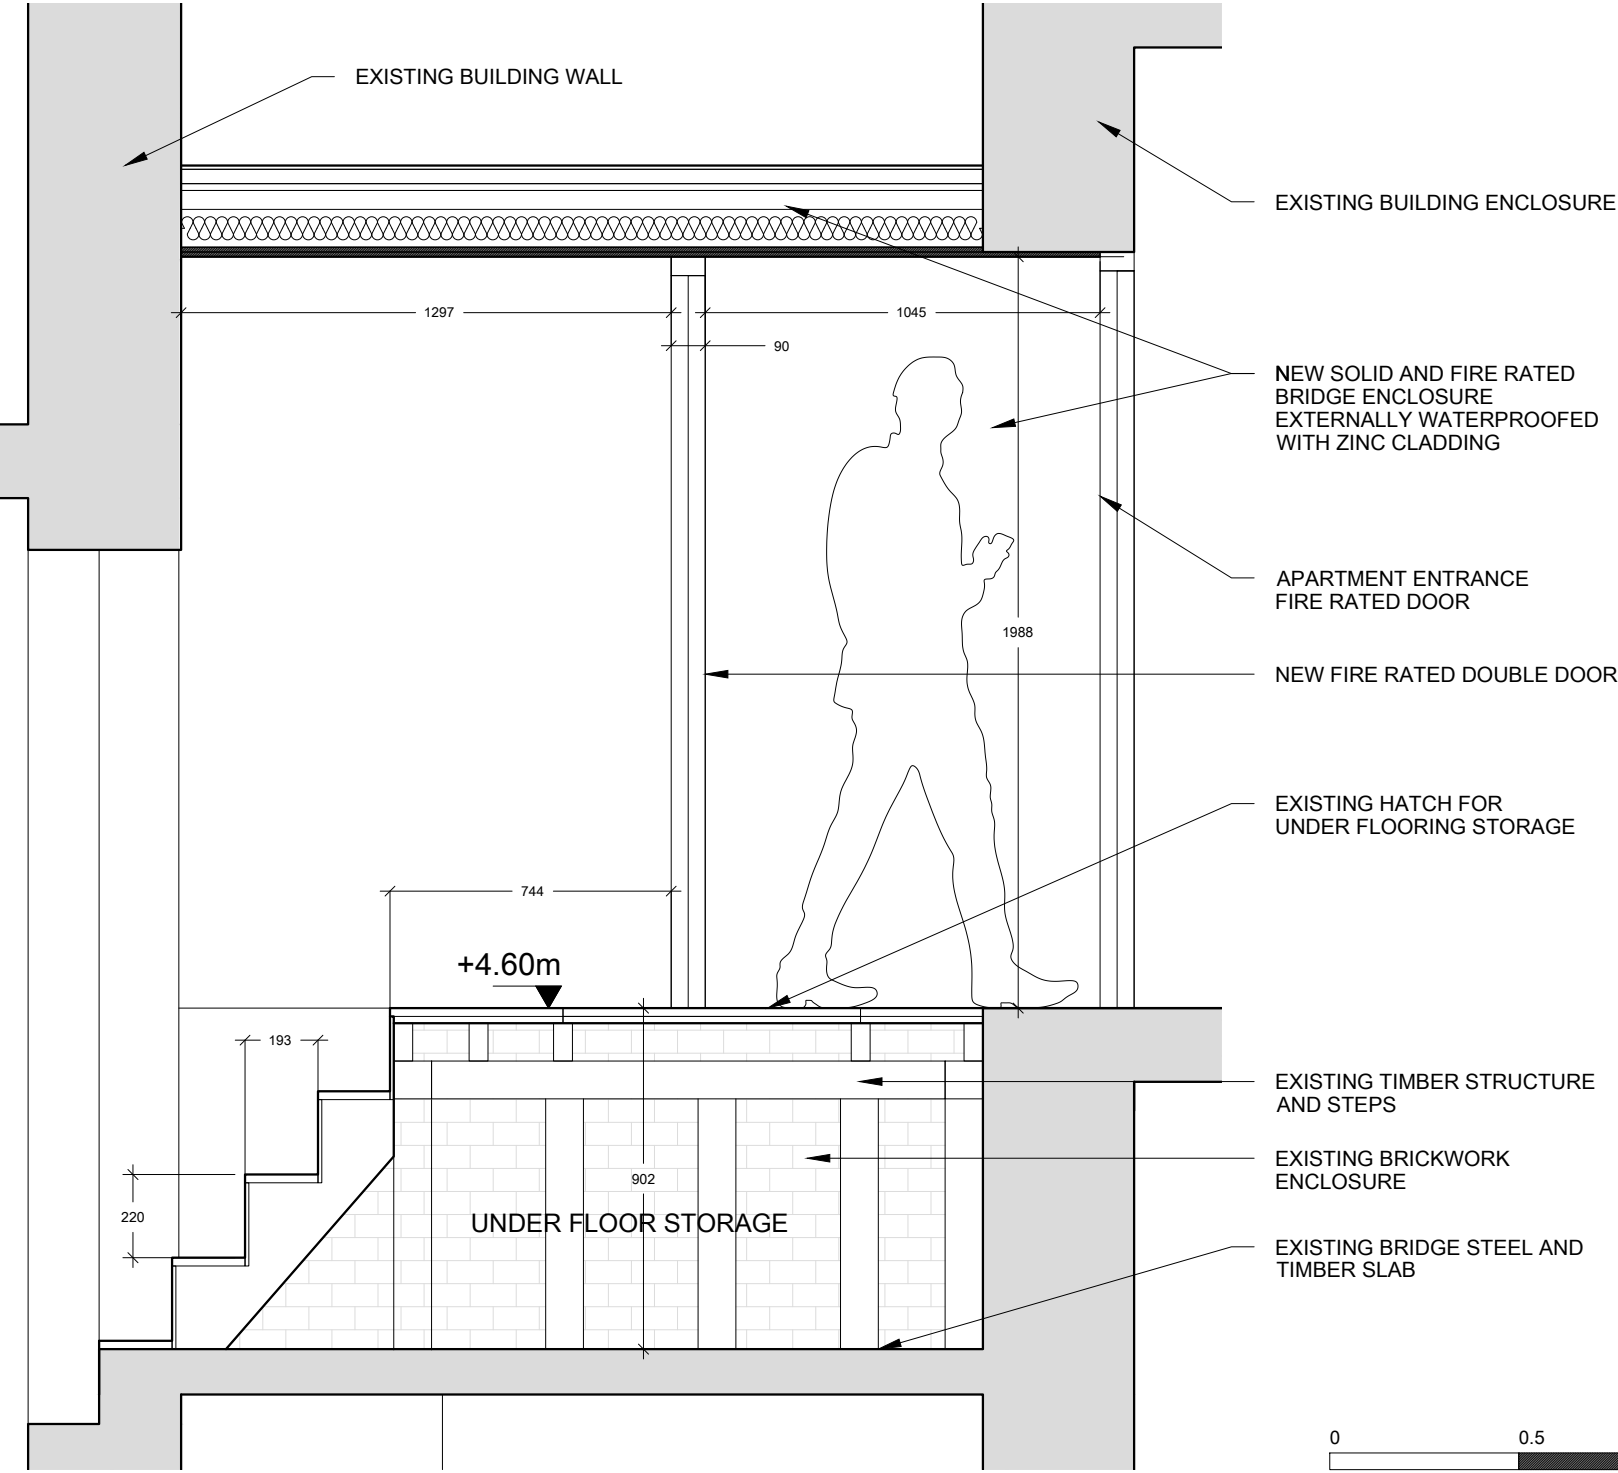 EXISTING BUILDING WALL
EXISTING BUILDING ENCLOSURE
1297
1045
90
NEW SOLID AND FIRE RATED
BRIDGE ENCLOSURE
EXTERNALLY WATERPROOFED
WITH ZINC CLADDING
APARTMENT ENTRANCE
FIRE RATED DOOR
1988
NEW FIRE RATED DOUBLE DOOR
EXISTING HATCH FOR
UNDER FLOORING STORAGE
744
+4.60m
193
EXISTING TIMBER STRUCTURE
AND STEPS
EXISTING BRICKWORK
ENCLOSURE
902
220
UNDER FLOOR STORAGE
EXISTING BRIDGE STEEL AND
TIMBER SLAB
0 0.5